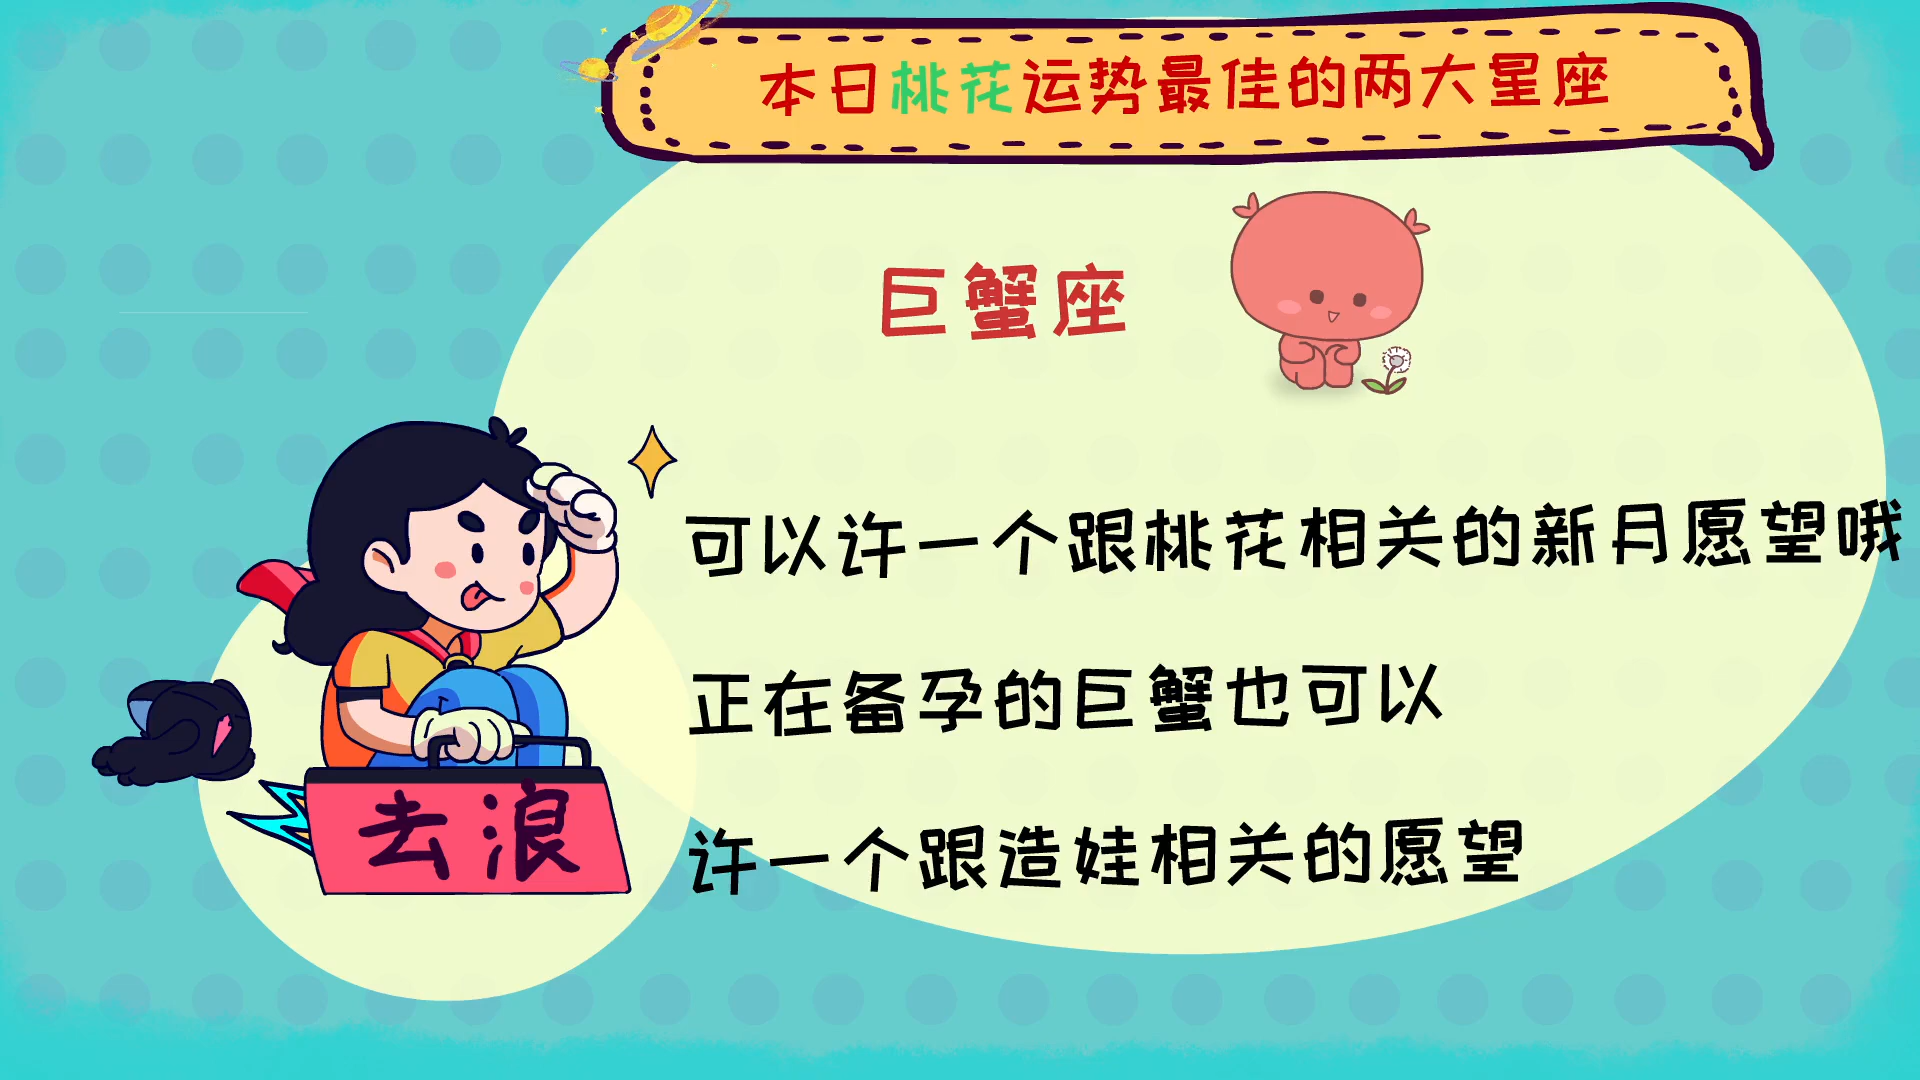 本日桃花运势最佳的两大星座
巨蟹座
可以许一个跟桃花相关的新月愿望哦
正在备孕的巨蟹也可以
许一个跟造娃相关的愿望
去浪